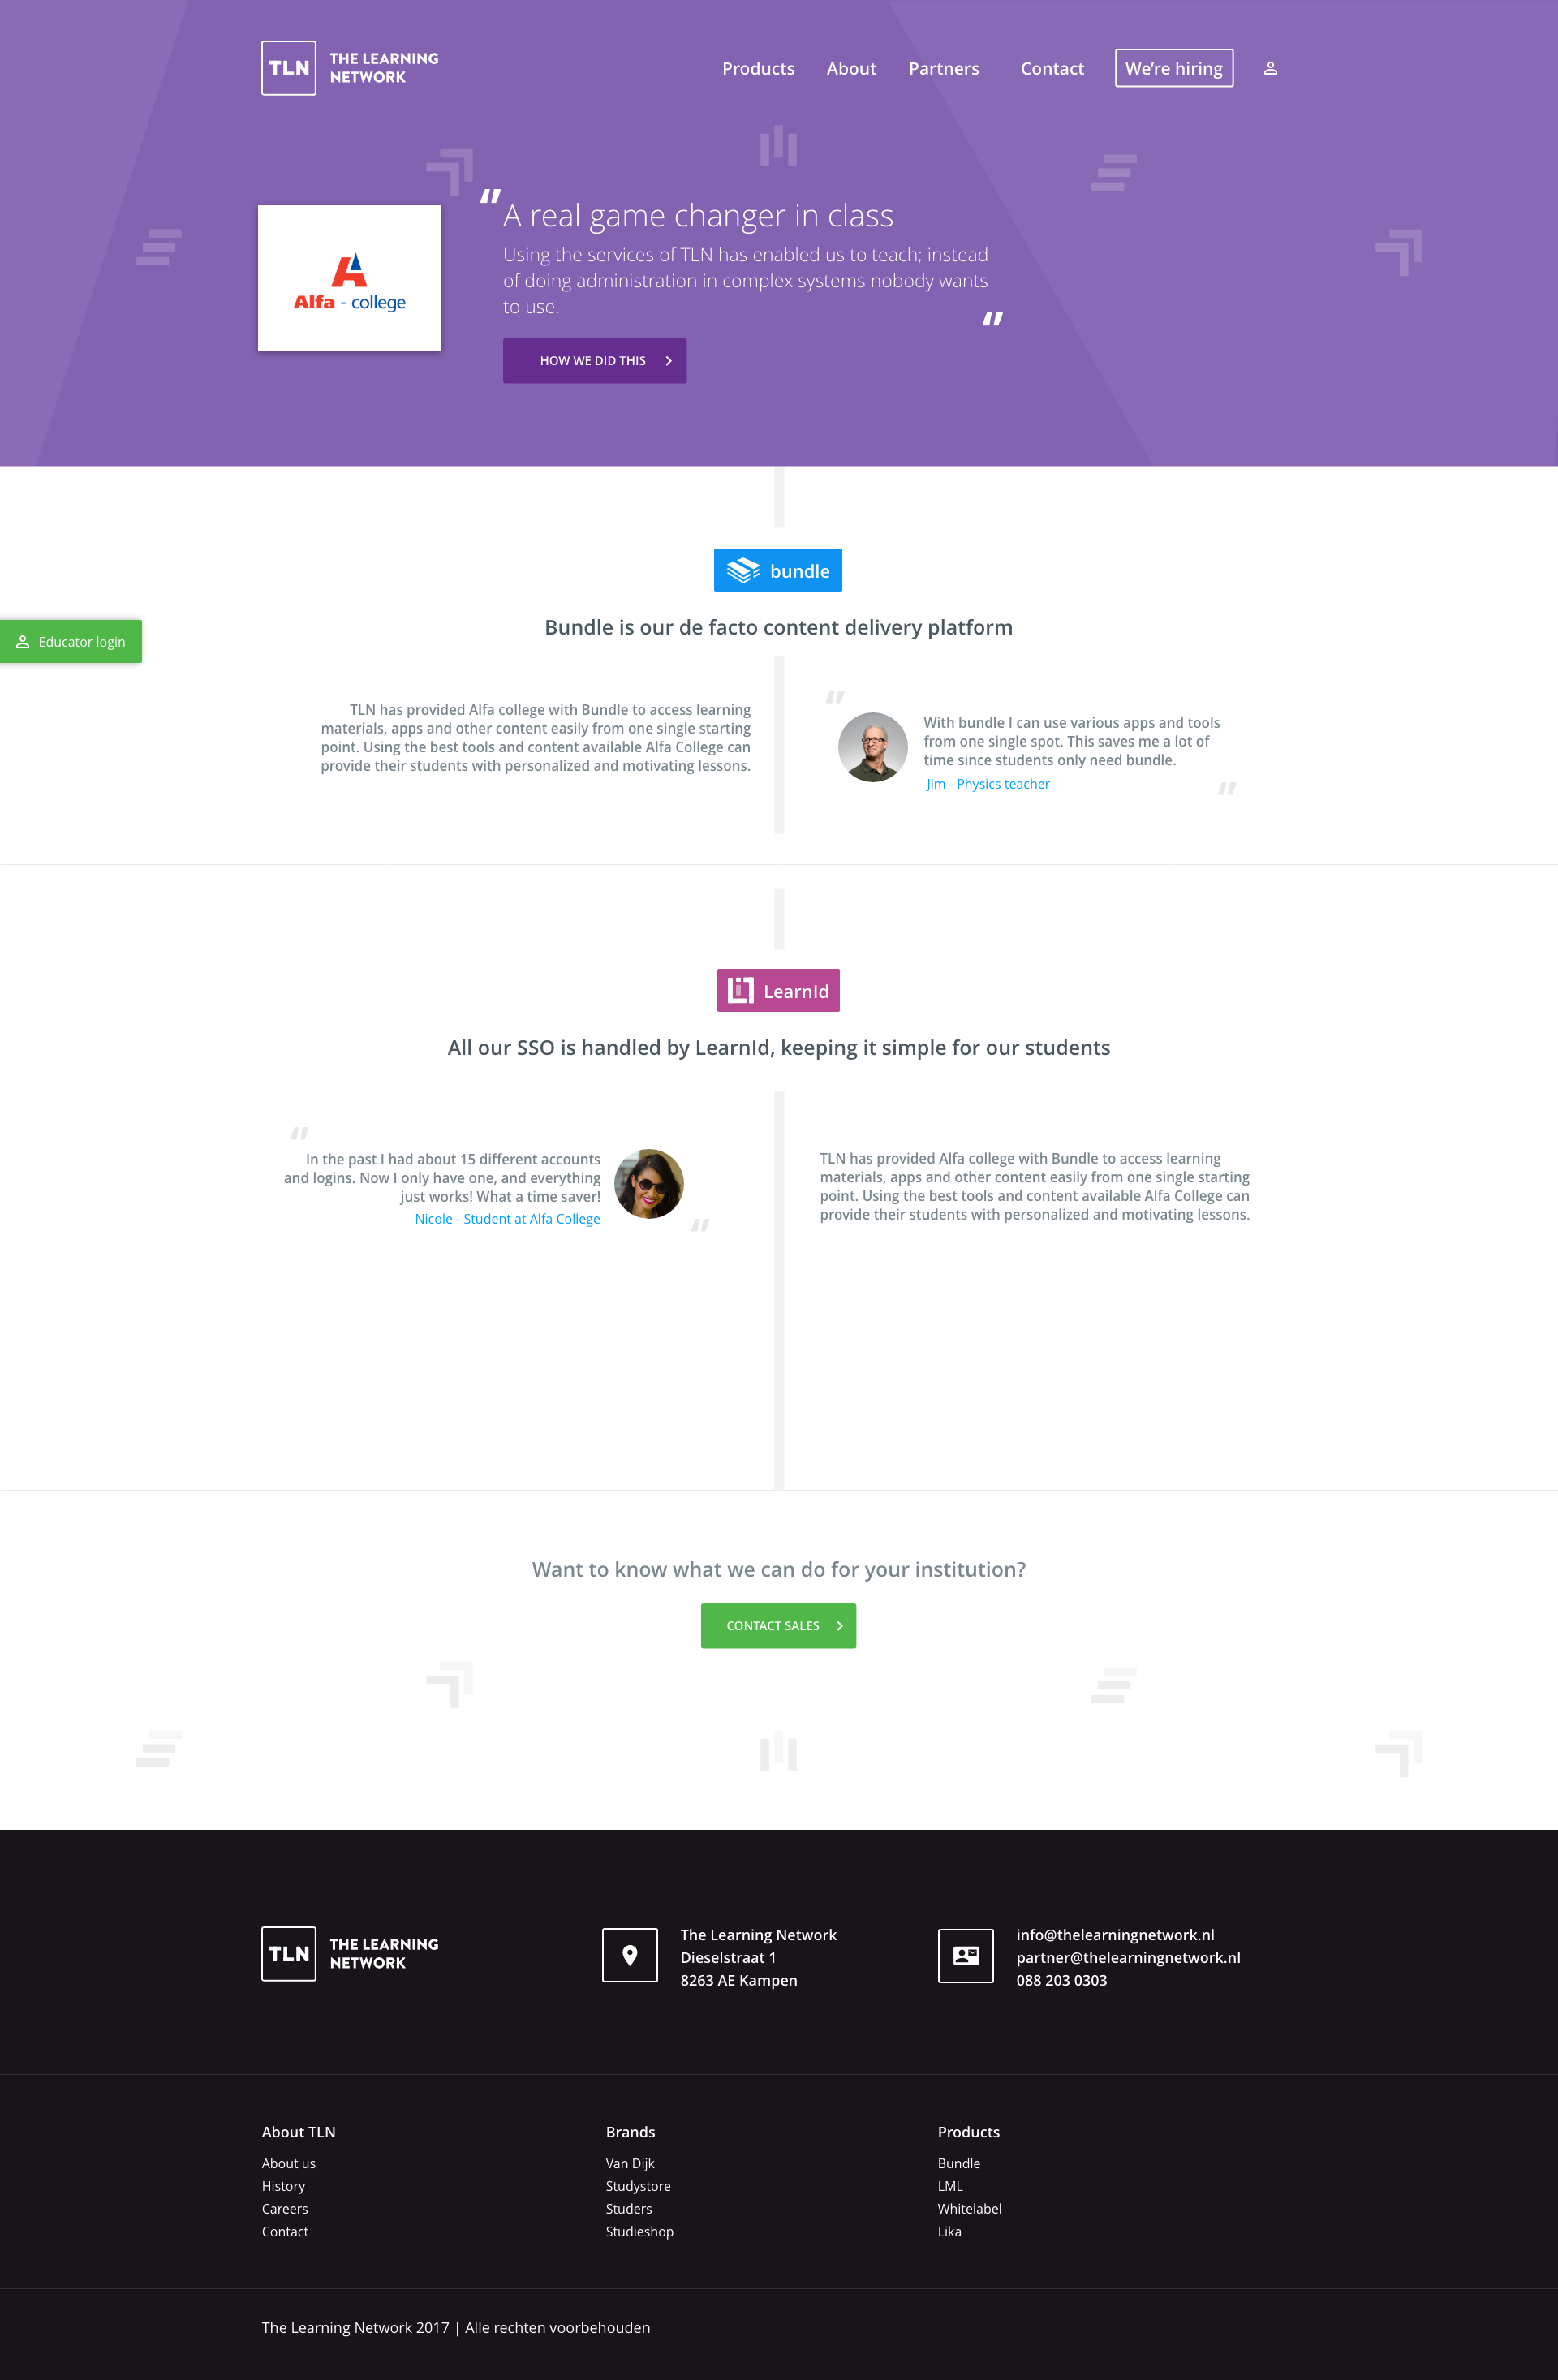 TLN THE LEARNING
NETWORK
Products About Partners Contact We're hiring
"A real game changer in class
Using the services of TLN has enabled us to teach; instead
of doing administration in complex systems nobody wants
to use. "
Alfa - college
HOW WE DID THIS
bundle
Bundle is our de facto content delivery platform
Educator login
TLN has provided Alfa college with Bundle to access learning
materials, apps and other content easily from one single starting
point. Using the best tools and content available Alfa College can
provide their students with personalized and motivating lessons.
"
With bundle I can use various apps and tools
from one single spot. This saves me a lot of
time since students only need bundle.
Jim - Physics teacher
"
LearnId
All our SSO is handled by LearnId, keeping it simple for our students
"
In the past I had about 15 different accounts
and logins. Now I only have one, and everything
just works! What a time saver!
Nicole - Student at Alfa College
"
TLN has provided Alfa college with Bundle to access learning
materials, apps and other content easily from one single starting
point. Using the best tools and content available Alfa College can
provide their students with personalized and motivating lessons.
Want to know what we can do for your institution?
CONTACT SALES
TLN THE LEARNING
NETWORK
The Learning Network
Dieselstraat 1
8263 AE Kampen
info@thelearningnetwork.nl
partner@thelearningnetwork.nl
088 203 0303
About TLN
About us
History
Careers
Contact
Brands
Van Dijk
Studystore
Studers
Studieshop
Products
Bundle
LML
Whitelabel
Lika
The Learning Network 2017 | Alle rechten voorbehouden